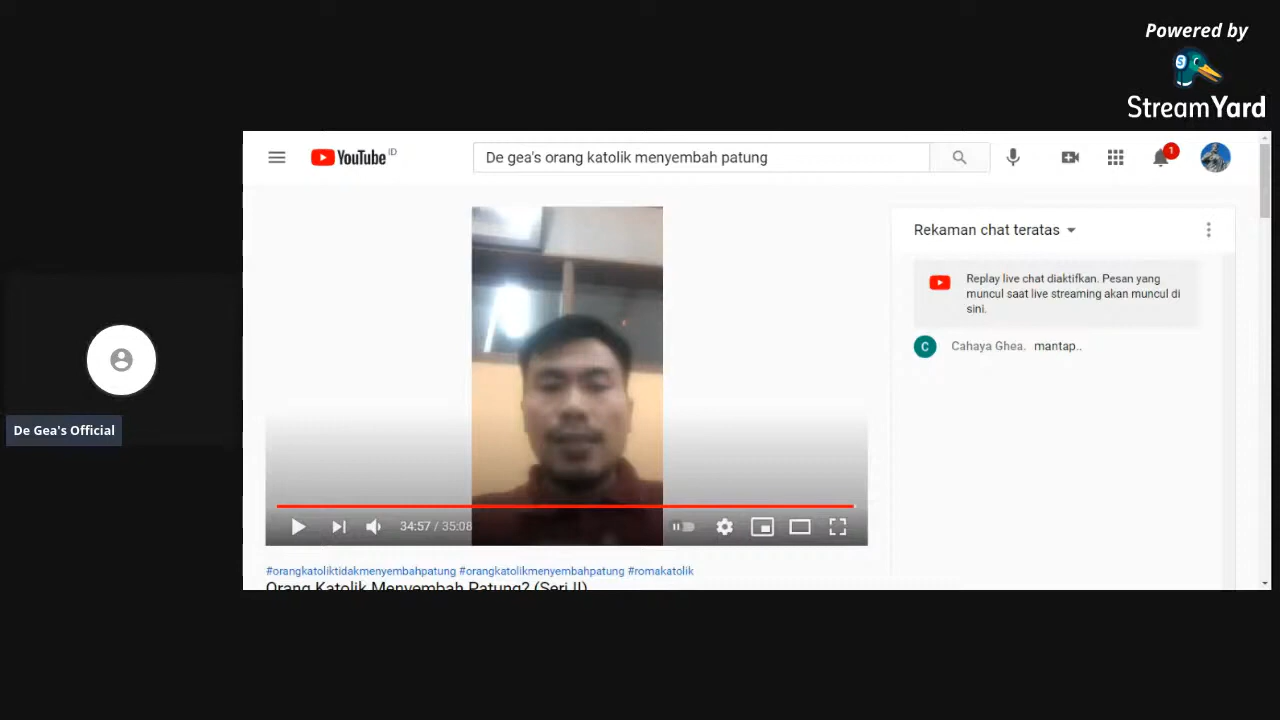 Powered by
StreamYard
YouTube ID
De gea's orang katolik menyembah patung
1
Rekaman chat teratas
Replay live chat diaktifkan. Pesan yang
muncul saat live streaming akan muncul di
sini.
C Cahaya Ghea. mantap..
De Gea's Official
34:57 / 35:08
#orangkatoliktidakmenyembahpatung #orangkatolikmenyembahpatung #romakatolik
Orang Katolik Menyembah Patung? (Seri II)